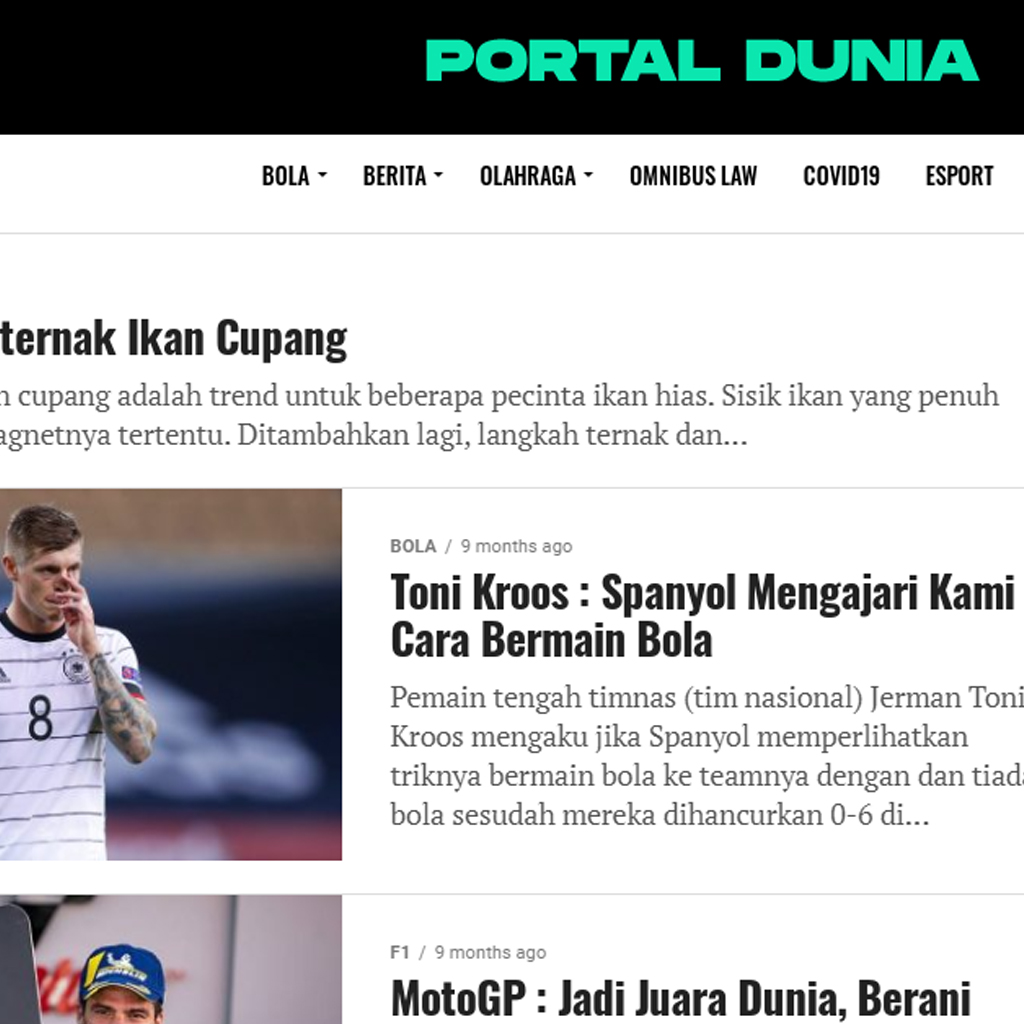 PORTAL DUNIA
BOLA BERITA OLAHRAGA OMNIBUS LAW COVID19 ESPORT
ternak Ikan Cupang
cupang adalah trend untuk beberapa pecinta ikan hias. Sisik ikan yang penuh
agnetnya tertentu. Ditambahkan lagi, langkah ternak dan...
BOLA / 9 months ago
Toni Kroos : Spanyol Mengajari Kami
Cara Bermain Bola
Pemain tengah timnas (tim nasional) Jerman Toni
Kroos mengaku jika Spanyol memperlihatkan
triknya bermain bola ke teamnya dengan dan tiada
bola sesudah mereka dihancurkan 0-6 di...
8
F1 / 9 months ago
MotoGP : Jadi Juara Dunia, Berani